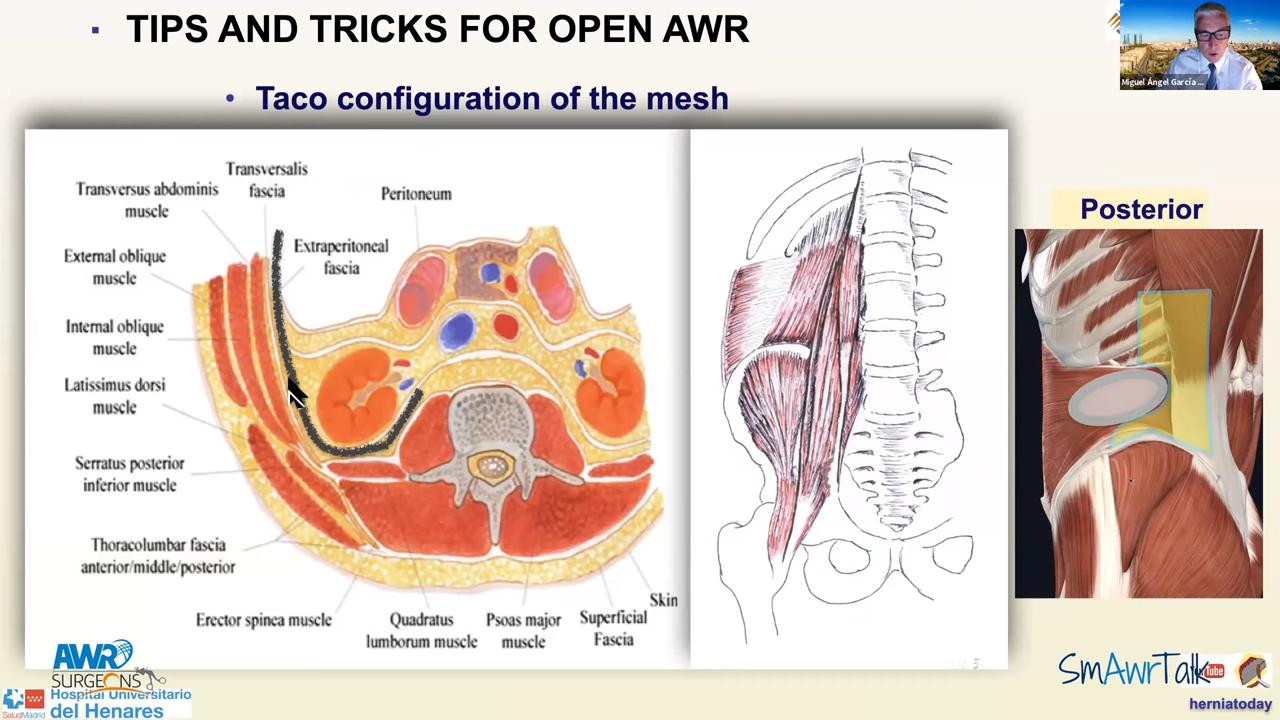 TIPS AND TRICKS FOR OPEN AWR
Taco configuration of the mesh
Miguel Ángel García ...
Transversalis
fascia
Transversus abdominis
muscle
Peritoneum
External oblique
muscle
Extraperitoneal
fascia
Internal oblique
muscle
Latissimus dorsi
muscle
Serratus posterior
inferior muscle
Thoracolumbar fascia
anterior/middle/posterior
Erector spinea muscle
Quadratus
lumborum muscle
Psoas major
muscle
Superficial
Fascia
Skin
Posterior
AWR
SURGEONS
SaludMadrid
Hospital Universitario
del Henares
SmAwrTalk
Tube
herniatoday